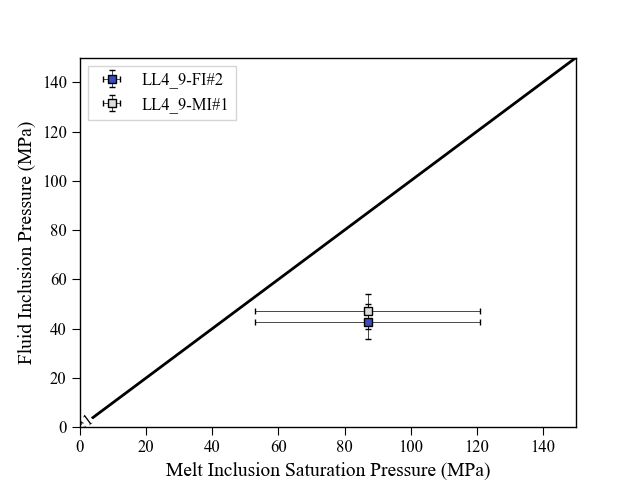 LL4_9-FI#2
LL4_9-MI#1
Fluid Inclusion Pressure (MPa)
140
120
100
80
60
40
20
0
0 20 40 60 80 100 120 140
Melt Inclusion Saturation Pressure (MPa)